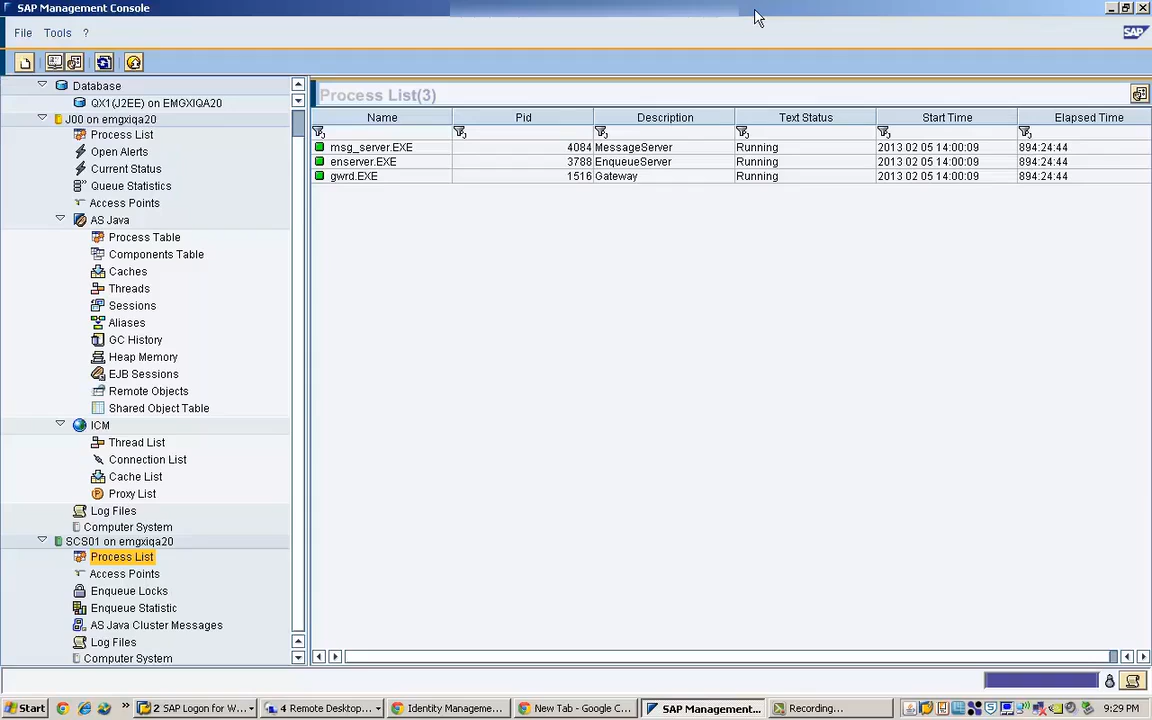 SAP Management Console
File Tools ?
SAP
Database
QX1(J2EE) on EMGXIQA20
J00 on emgxiqa20
Process List
Open Alerts
Current Status
Queue Statistics
Access Points
AS Java
Process Table
Components Table
Caches
Threads
Sessions
Aliases
GC History
Heap Memory
EJB Sessions
Remote Objects
Shared Object Table
ICM
Thread List
Connection List
Cache List
Proxy List
Log Files
Computer System
SCS01 on emgxiqa20
Process List
Access Points
Enqueue Locks
Enqueue Statistic
AS Java Cluster Messages
Log Files
Computer System
Process List(3)
Name Pid Description Text Status Start Time Elapsed Time
msg_server.EXE 4084 MessageServer Running 2013 02 05 14:00:09 894:24:44
enserver.EXE 3788 EnqueueServer Running 2013 02 05 14:00:09 894:24:44
gwrd.EXE 1516 Gateway Running 2013 02 05 14:00:09 894:24:44
Start » 2 SAP Logon for W... 4 Remote Desktop... Identity Manageme... New Tab - Google C... SAP Management... Recording... 9:29 PM